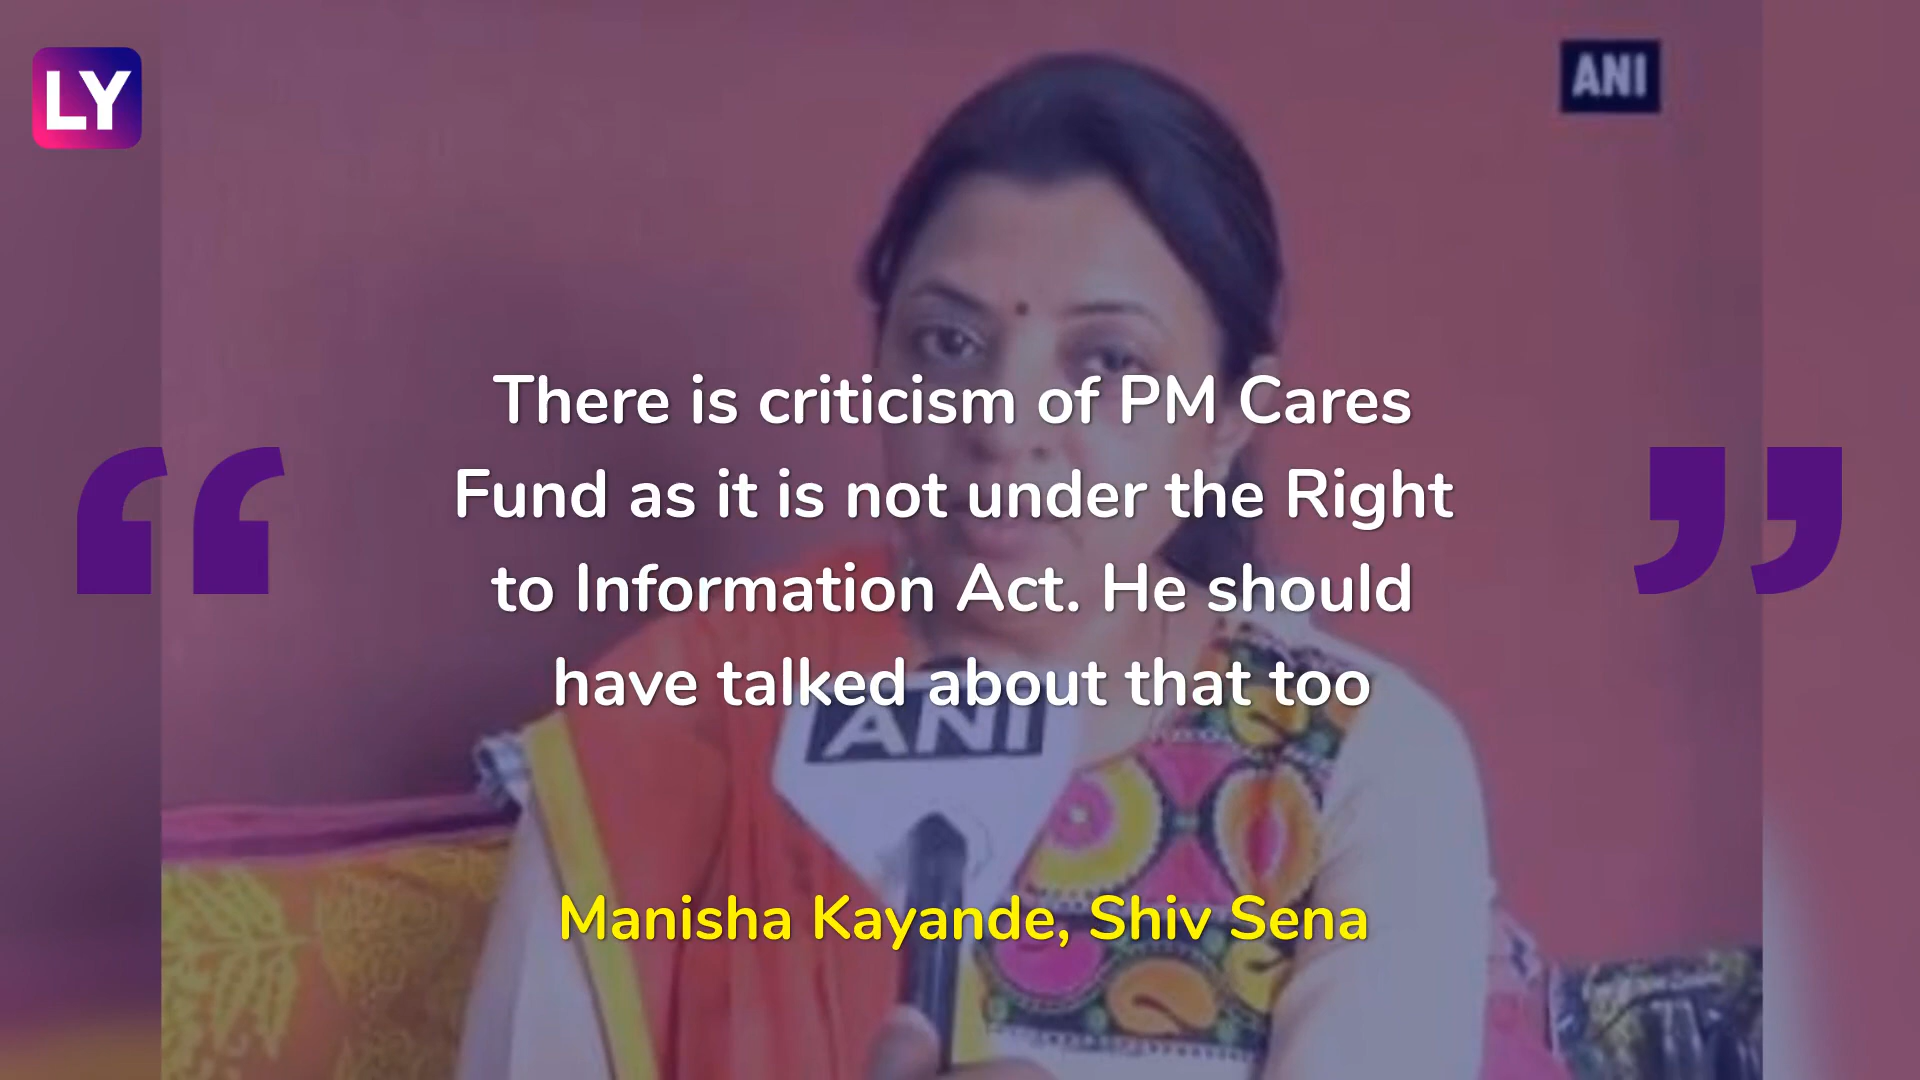 LY
ANI
“
There is criticism of PM Cares
Fund as it is not under the Right
to Information Act. He should
have talked about that too
”
ANI
Manisha Kayande, Shiv Sena